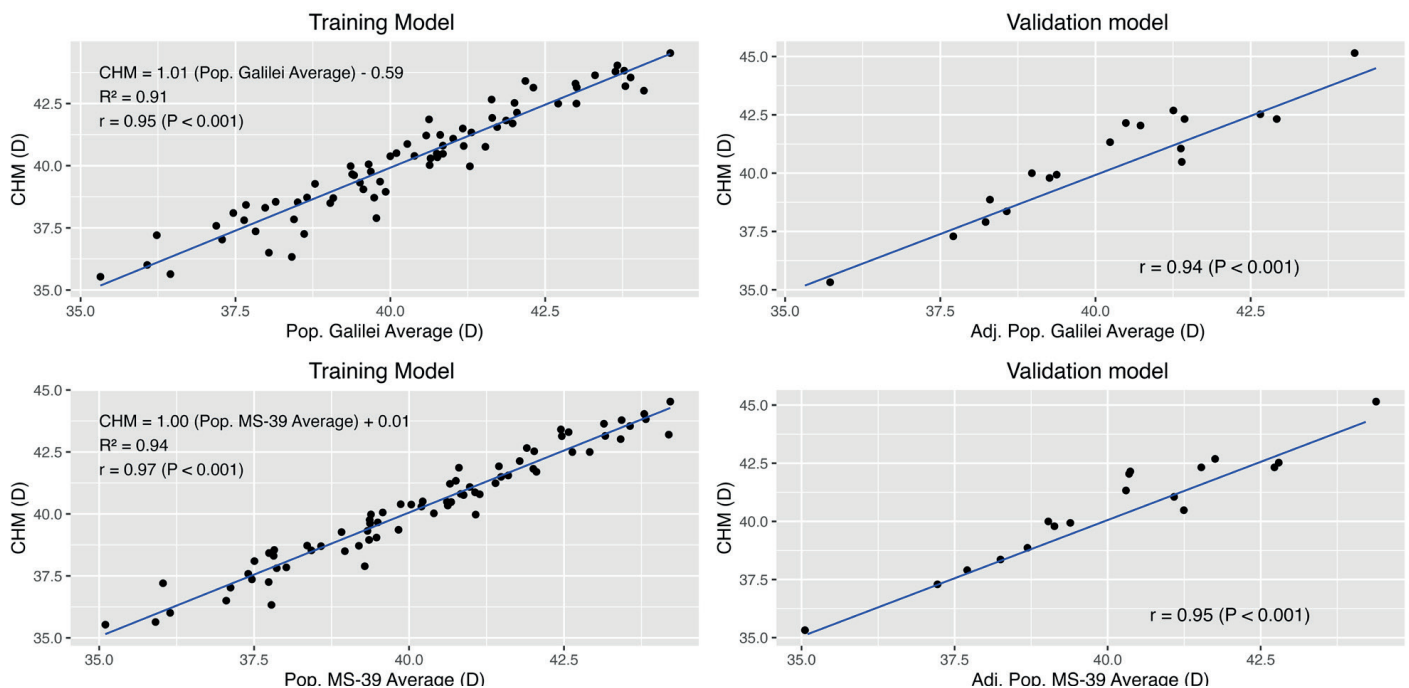 Training Model
CHM = 1.01 (Pop. Galilei Average) - 0.59
R² = 0.91
r = 0.95 (P < 0.001)
CHM (D)
42.5
40.0
37.5
35.0
35.0 37.5 40.0 42.5
Pop. Galilei Average (D)
Validation model
CHM (D)
45.0
42.5
40.0
37.5
35.0
r = 0.94 (P < 0.001)
35.0 37.5 40.0 42.5
Adj. Pop. Galilei Average (D)
Training Model
CHM = 1.00 (Pop. MS-39 Average) + 0.01
R² = 0.94
r = 0.97 (P < 0.001)
CHM (D)
45.0
42.5
40.0
37.5
35.0
35.0 37.5 40.0 42.5
Pop. MS-39 Average (D)
Validation model
CHM (D)
45.0
42.5
40.0
37.5
35.0
r = 0.95 (P < 0.001)
35.0 37.5 40.0 42.5
Adj. Pop. MS-39 Average (D)